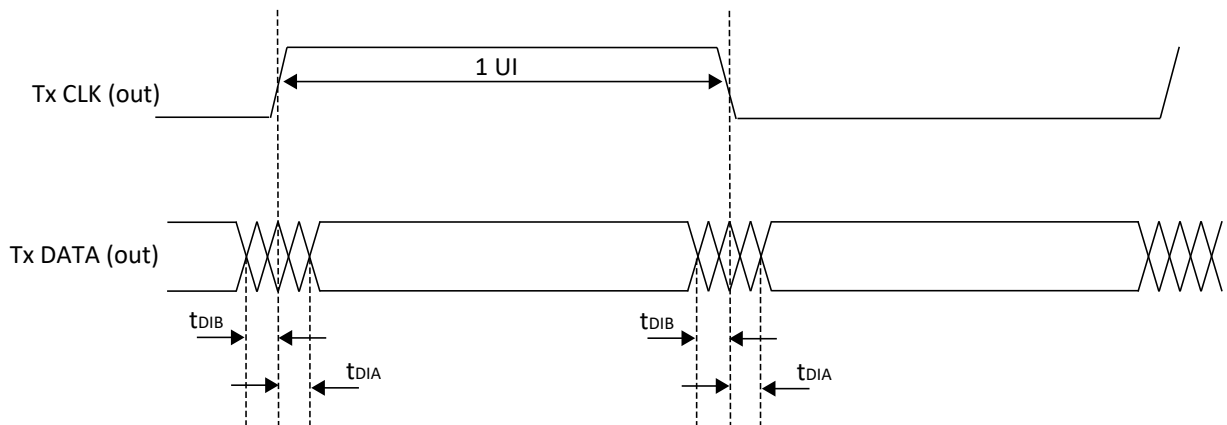 1 UI
Tx CLK (out)
Tx DATA (out)
tDIB
tDIB
tDIA
tDIA